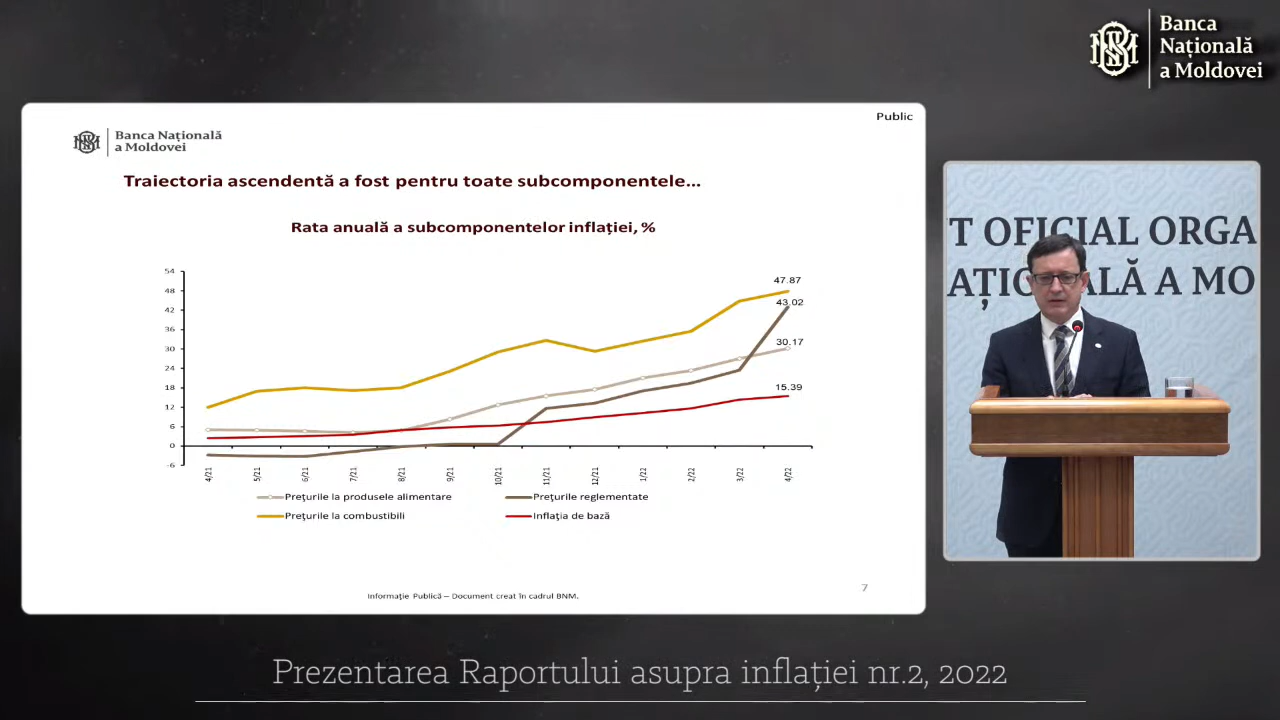 Banca
Națională
a Moldovei
Public
Banca Națională
a Moldovei
Traiectoria ascendentă a fost pentru toate subcomponentele...
Rata anuală a subcomponentelor inflației, %
54
48
42
36
30
24
18
12
6
0
-6
47.87
43.02
30.17
15.39
4/21
5/21
6/21
7/21
8/21
9/21
10/21
11/21
12/21
1/22
2/22
3/22
4/22
Prețurile la produsele alimentare
Prețurile reglementate
Prețurile la combustibili
Inflația de bază
Informație Publică – Document creat în cadrul BNM.
7
T OFICIAL ORGA
AȚIO ALĂ A MO
Prezentarea Raportului asupra inflației nr.2, 2022